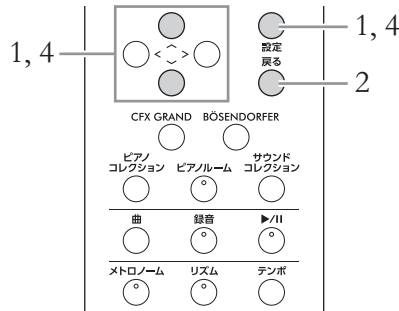 1, 4
1, 4
設定
戻る
2
CFX GRAND
BÖSENDORFER
ピアノ
コレクション
ピアノルーム
サウンド
コレクション
曲
録音
▶/II
メトロノーム
リズム
テンポ